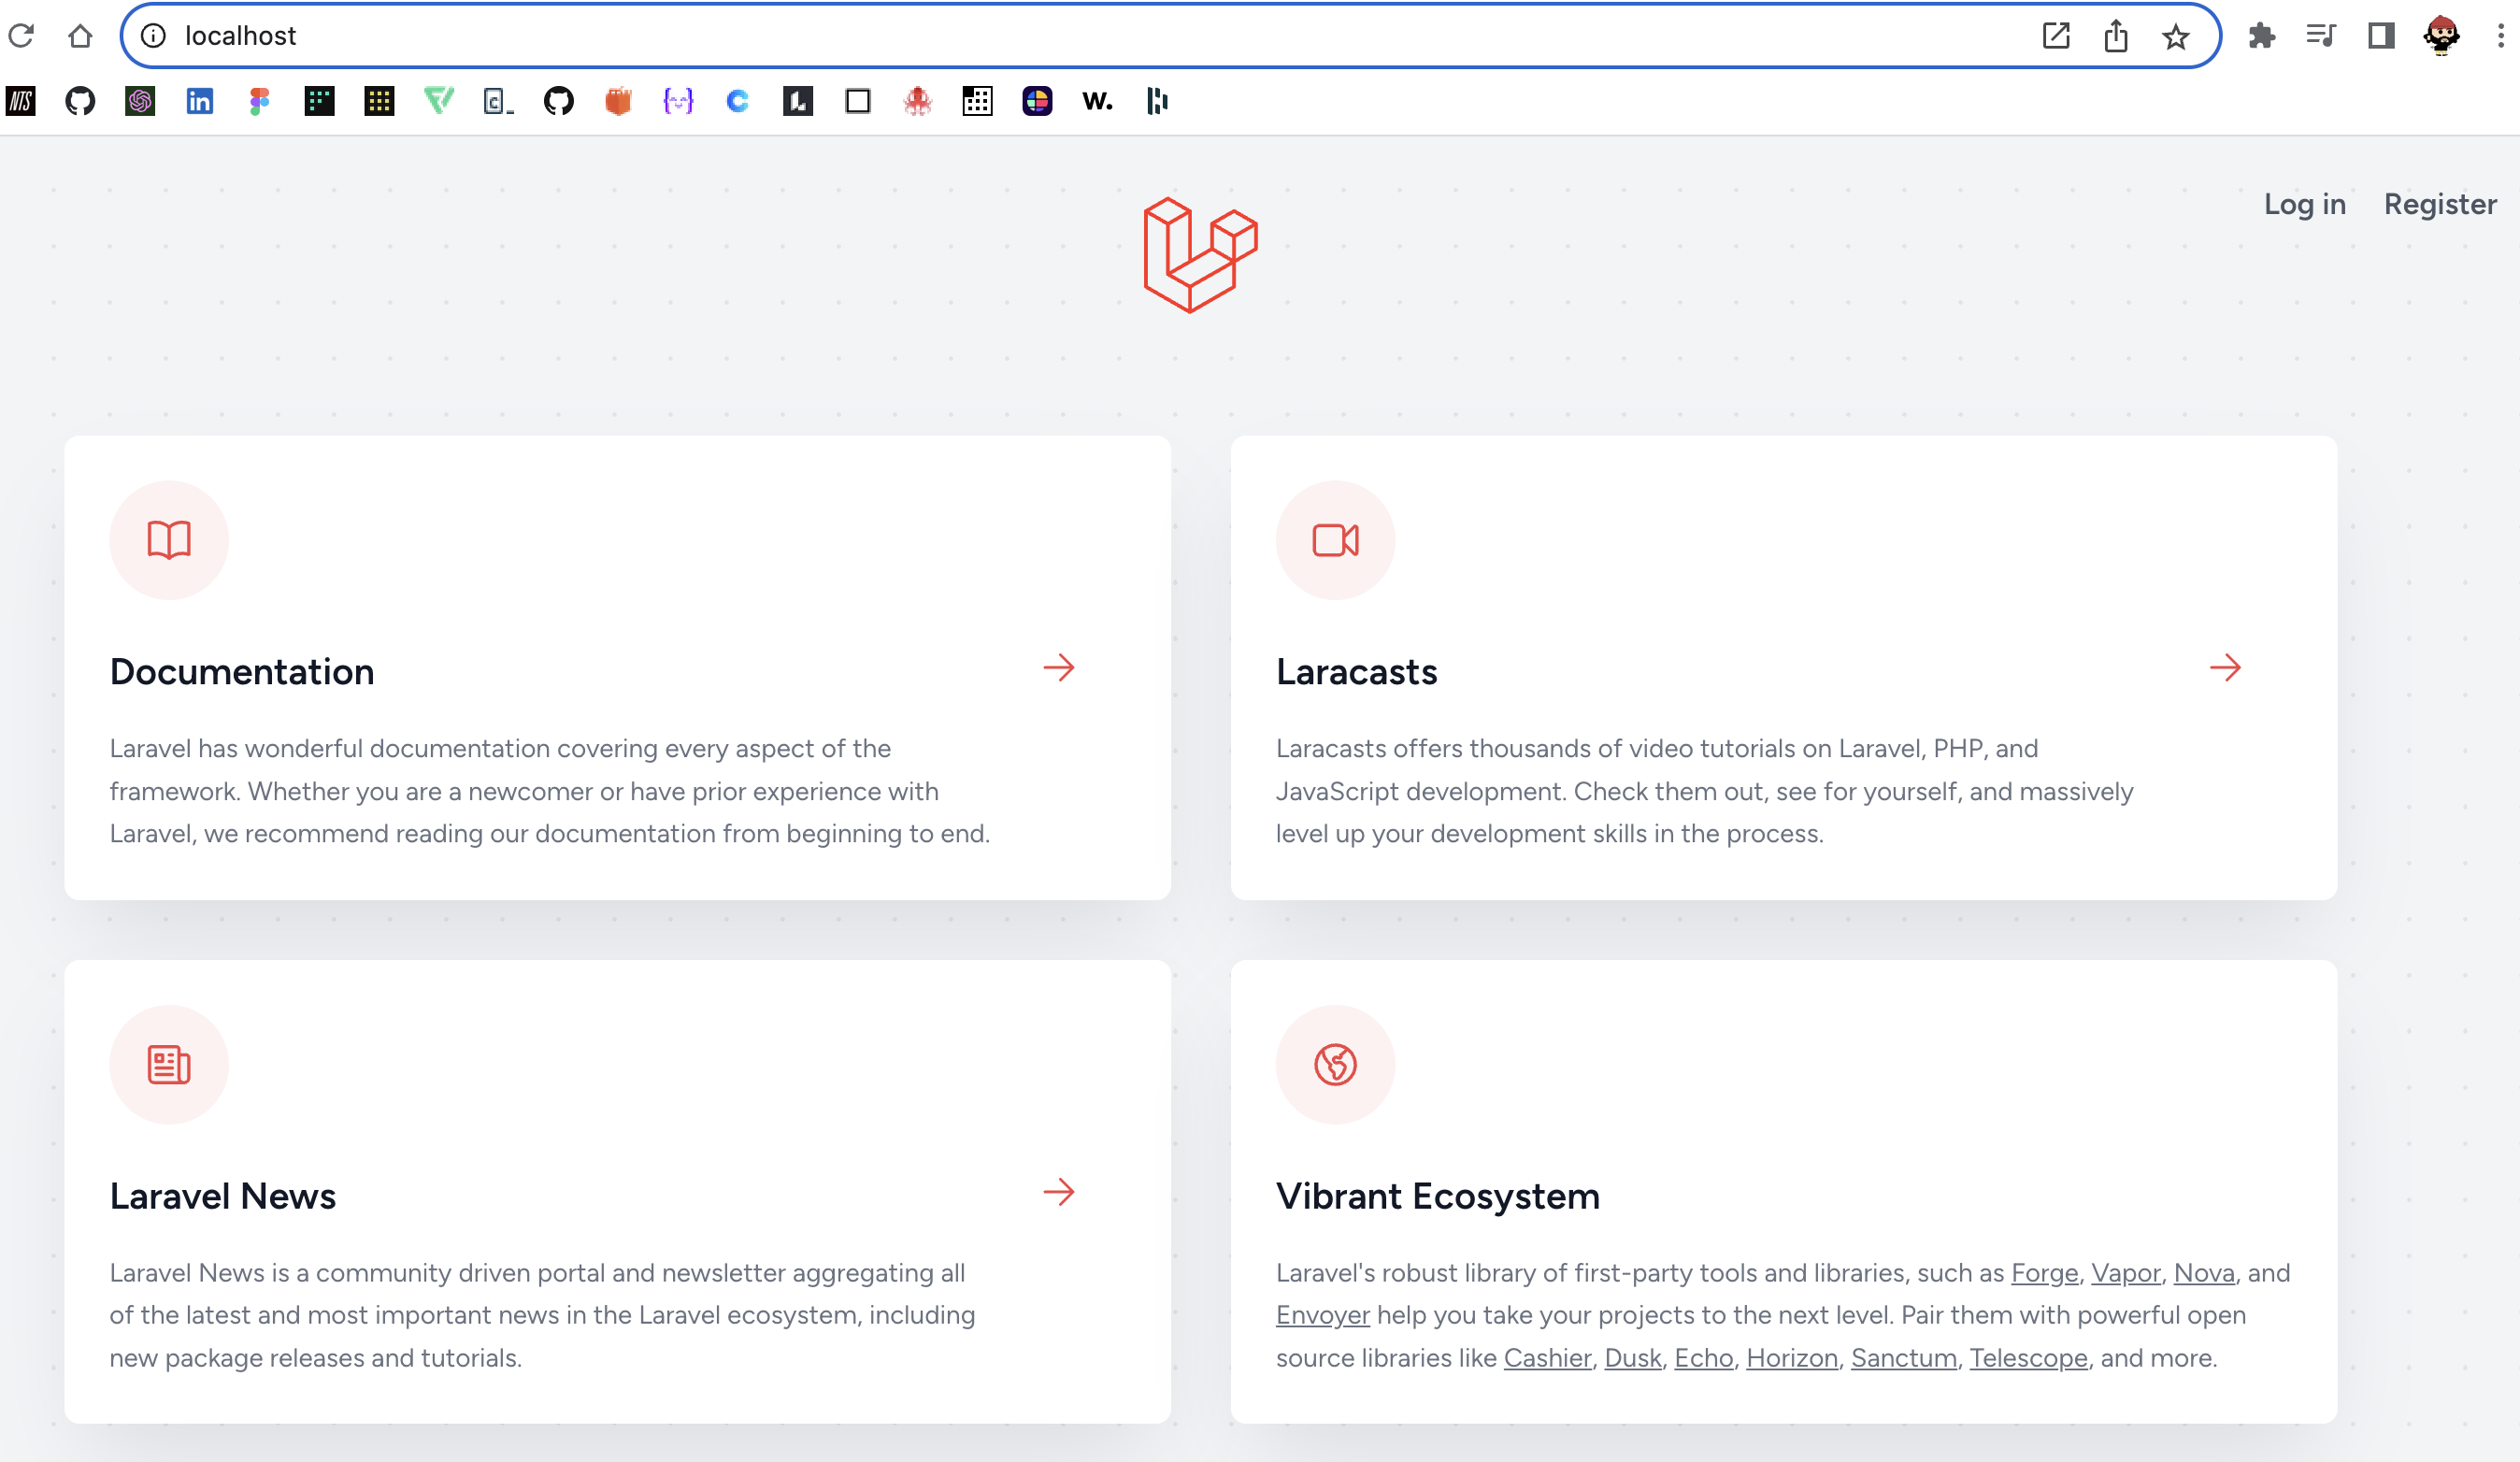 localhost
NTS
in
C_
L
W.
Log in
Register
Documentation
Laravel has wonderful documentation covering every aspect of the
framework. Whether you are a newcomer or have prior experience with
Laravel, we recommend reading our documentation from beginning to end.
Laracasts
Laracasts offers thousands of video tutorials on Laravel, PHP, and
JavaScript development. Check them out, see for yourself, and massively
level up your development skills in the process.
Laravel News
Laravel News is a community driven portal and newsletter aggregating all
of the latest and most important news in the Laravel ecosystem, including
new package releases and tutorials.
Vibrant Ecosystem
Laravel's robust library of first-party tools and libraries, such as Forge, Vapor, Nova, and
Envoyer help you take your projects to the next level. Pair them with powerful open
source libraries like Cashier, Dusk, Echo, Horizon, Sanctum, Telescope, and more.